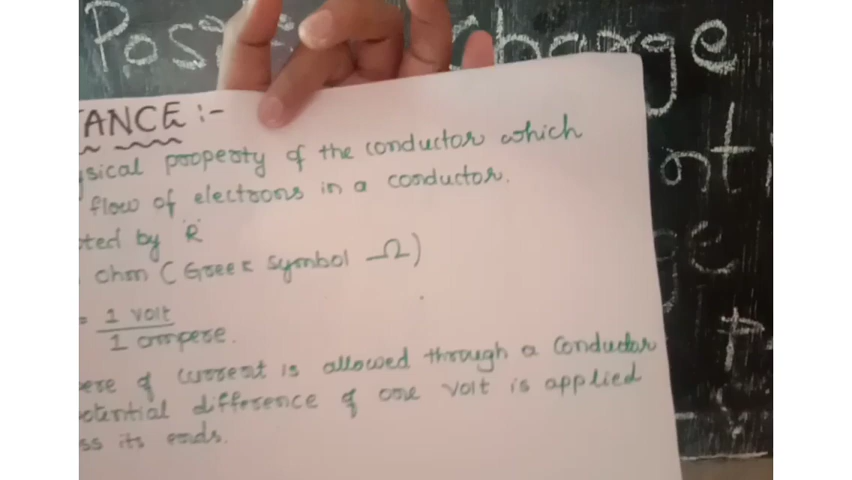 charge
TANCE :-
sical property of the conductor which
flow of electrons in a conductor.
ted by R
ohm (Greek symbol Ω)
= 1 volt
1 ampere.
ere of current is allowed through a conductor
otential difference of one volt is applied
ss its ends.